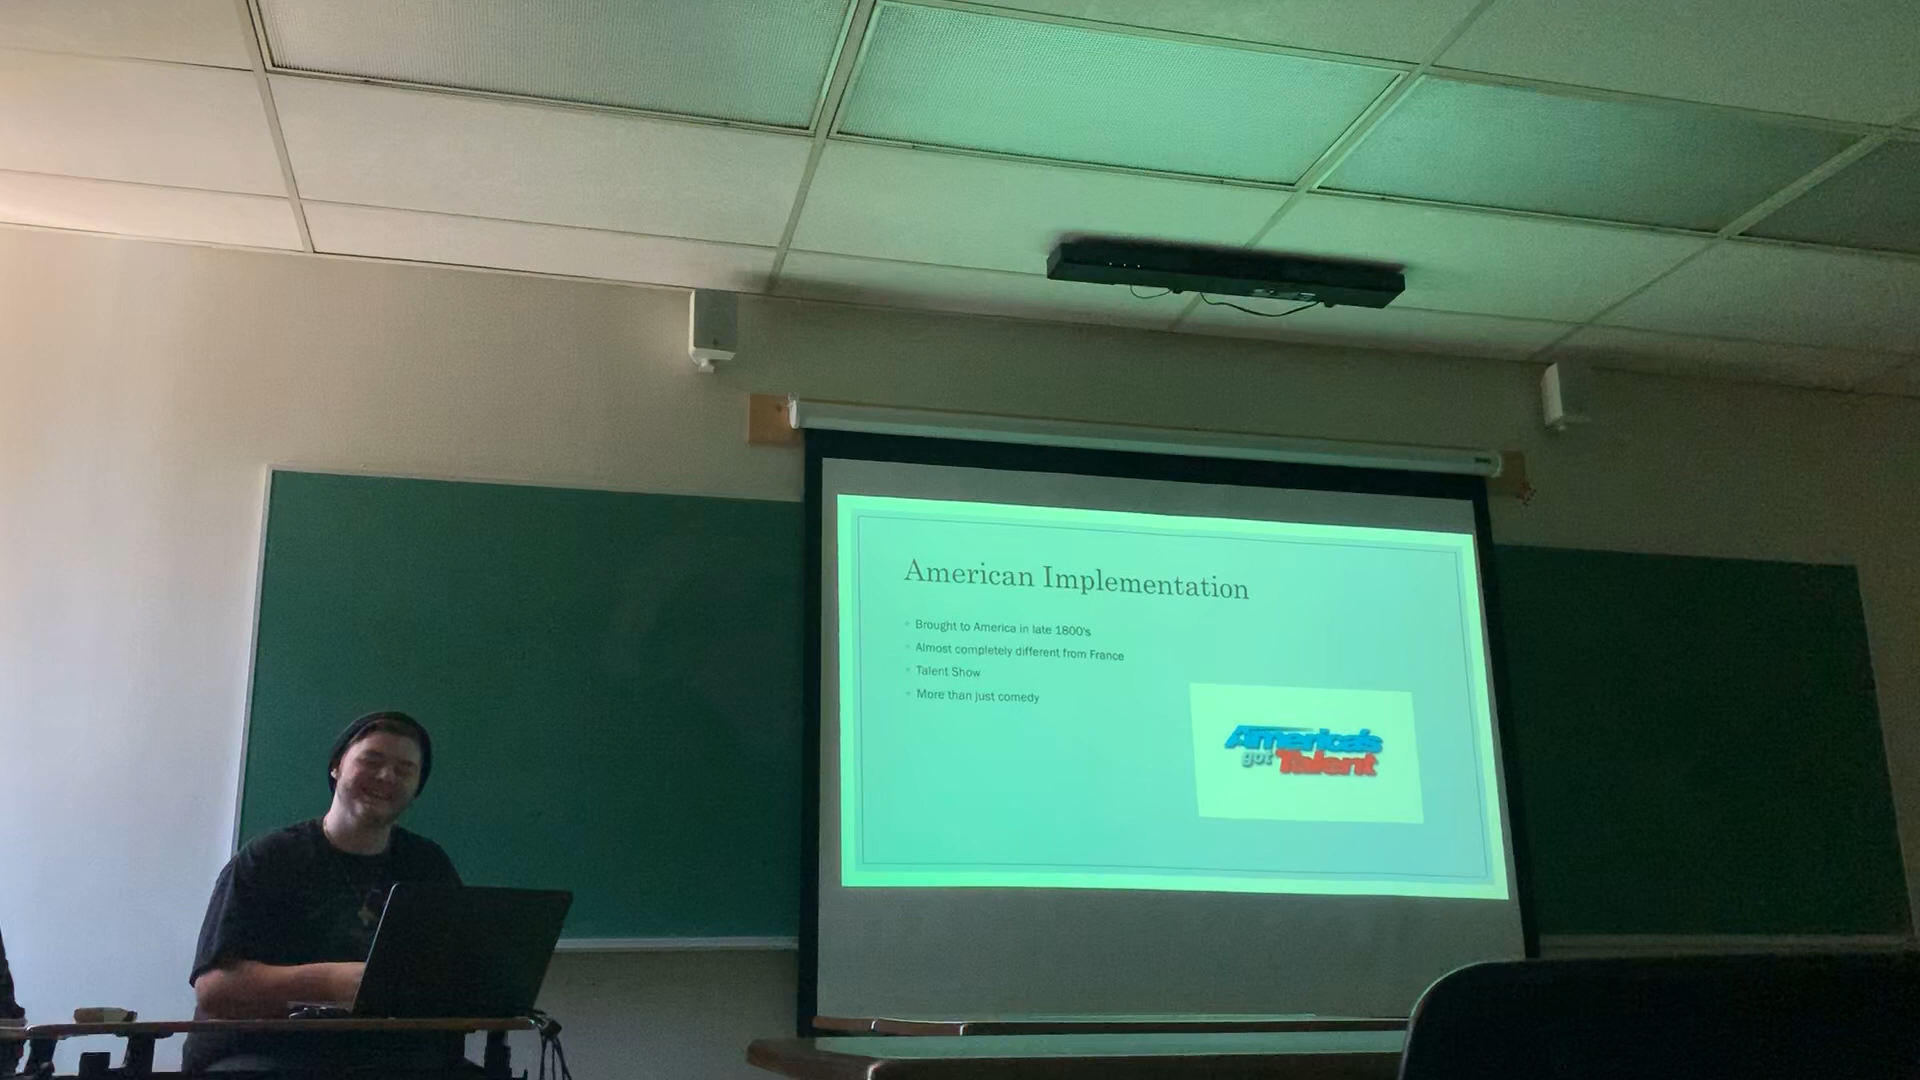 American Implementation
Brought to America in late 1800's
Almost completely different from France
Talent Show
More than just comedy
America's
got Talent